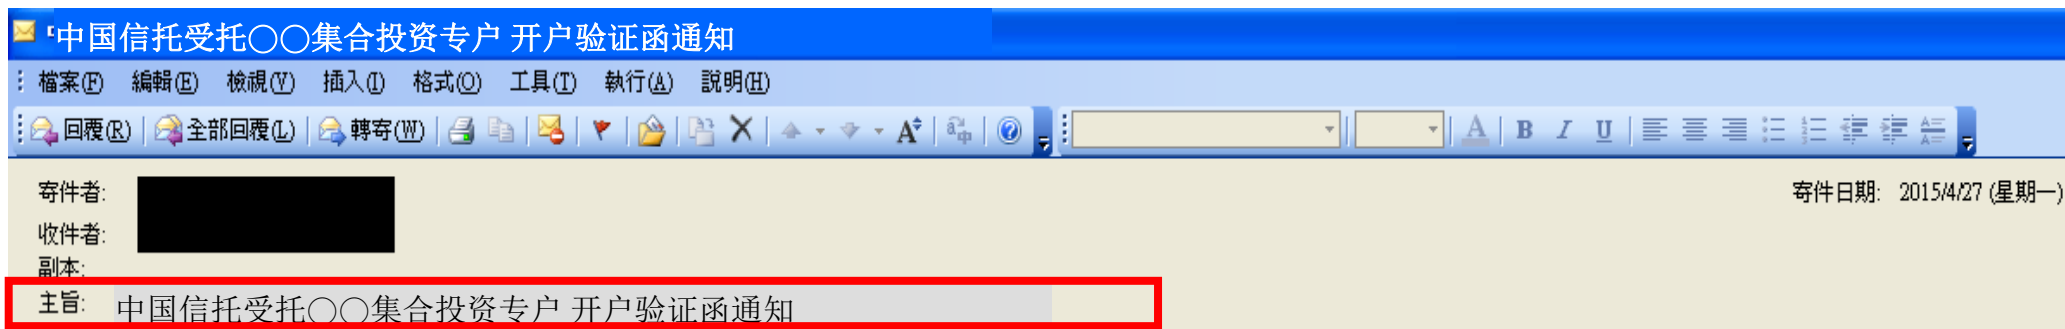 中国信托受托〇〇集合投资专户 开户验证函通知
檔案(F) 編輯(E) 檢視(V) 插入(I) 格式(O) 工具(T) 執行(A) 說明(H)
回覆(R) 全部回覆(L) 轉寄(W)
寄件者: 寄件日期: 2015/4/27 (星期一)
收件者:
副本:
主旨: 中国信托受托〇〇集合投资专户 开户验证函通知